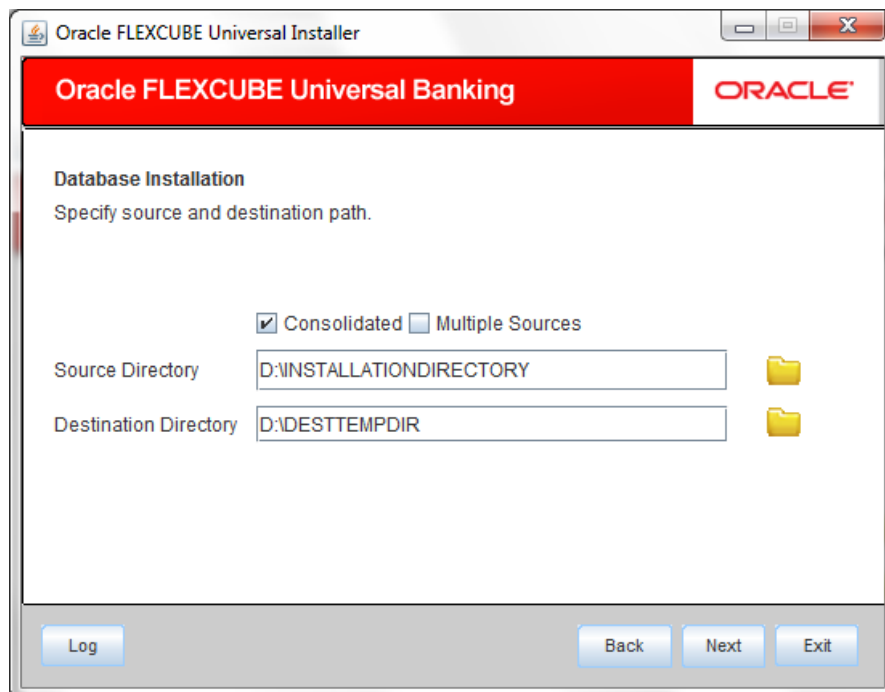 Oracle FLEXCUBE Universal Installer
Oracle FLEXCUBE Universal Banking ORACLE
Database Installation
Specify source and destination path.
Consolidated Multiple Sources
Source Directory D:\INSTALLATIONDIRECTORY
Destination Directory D:\DESTTEMPDIR
Log Back Next Exit